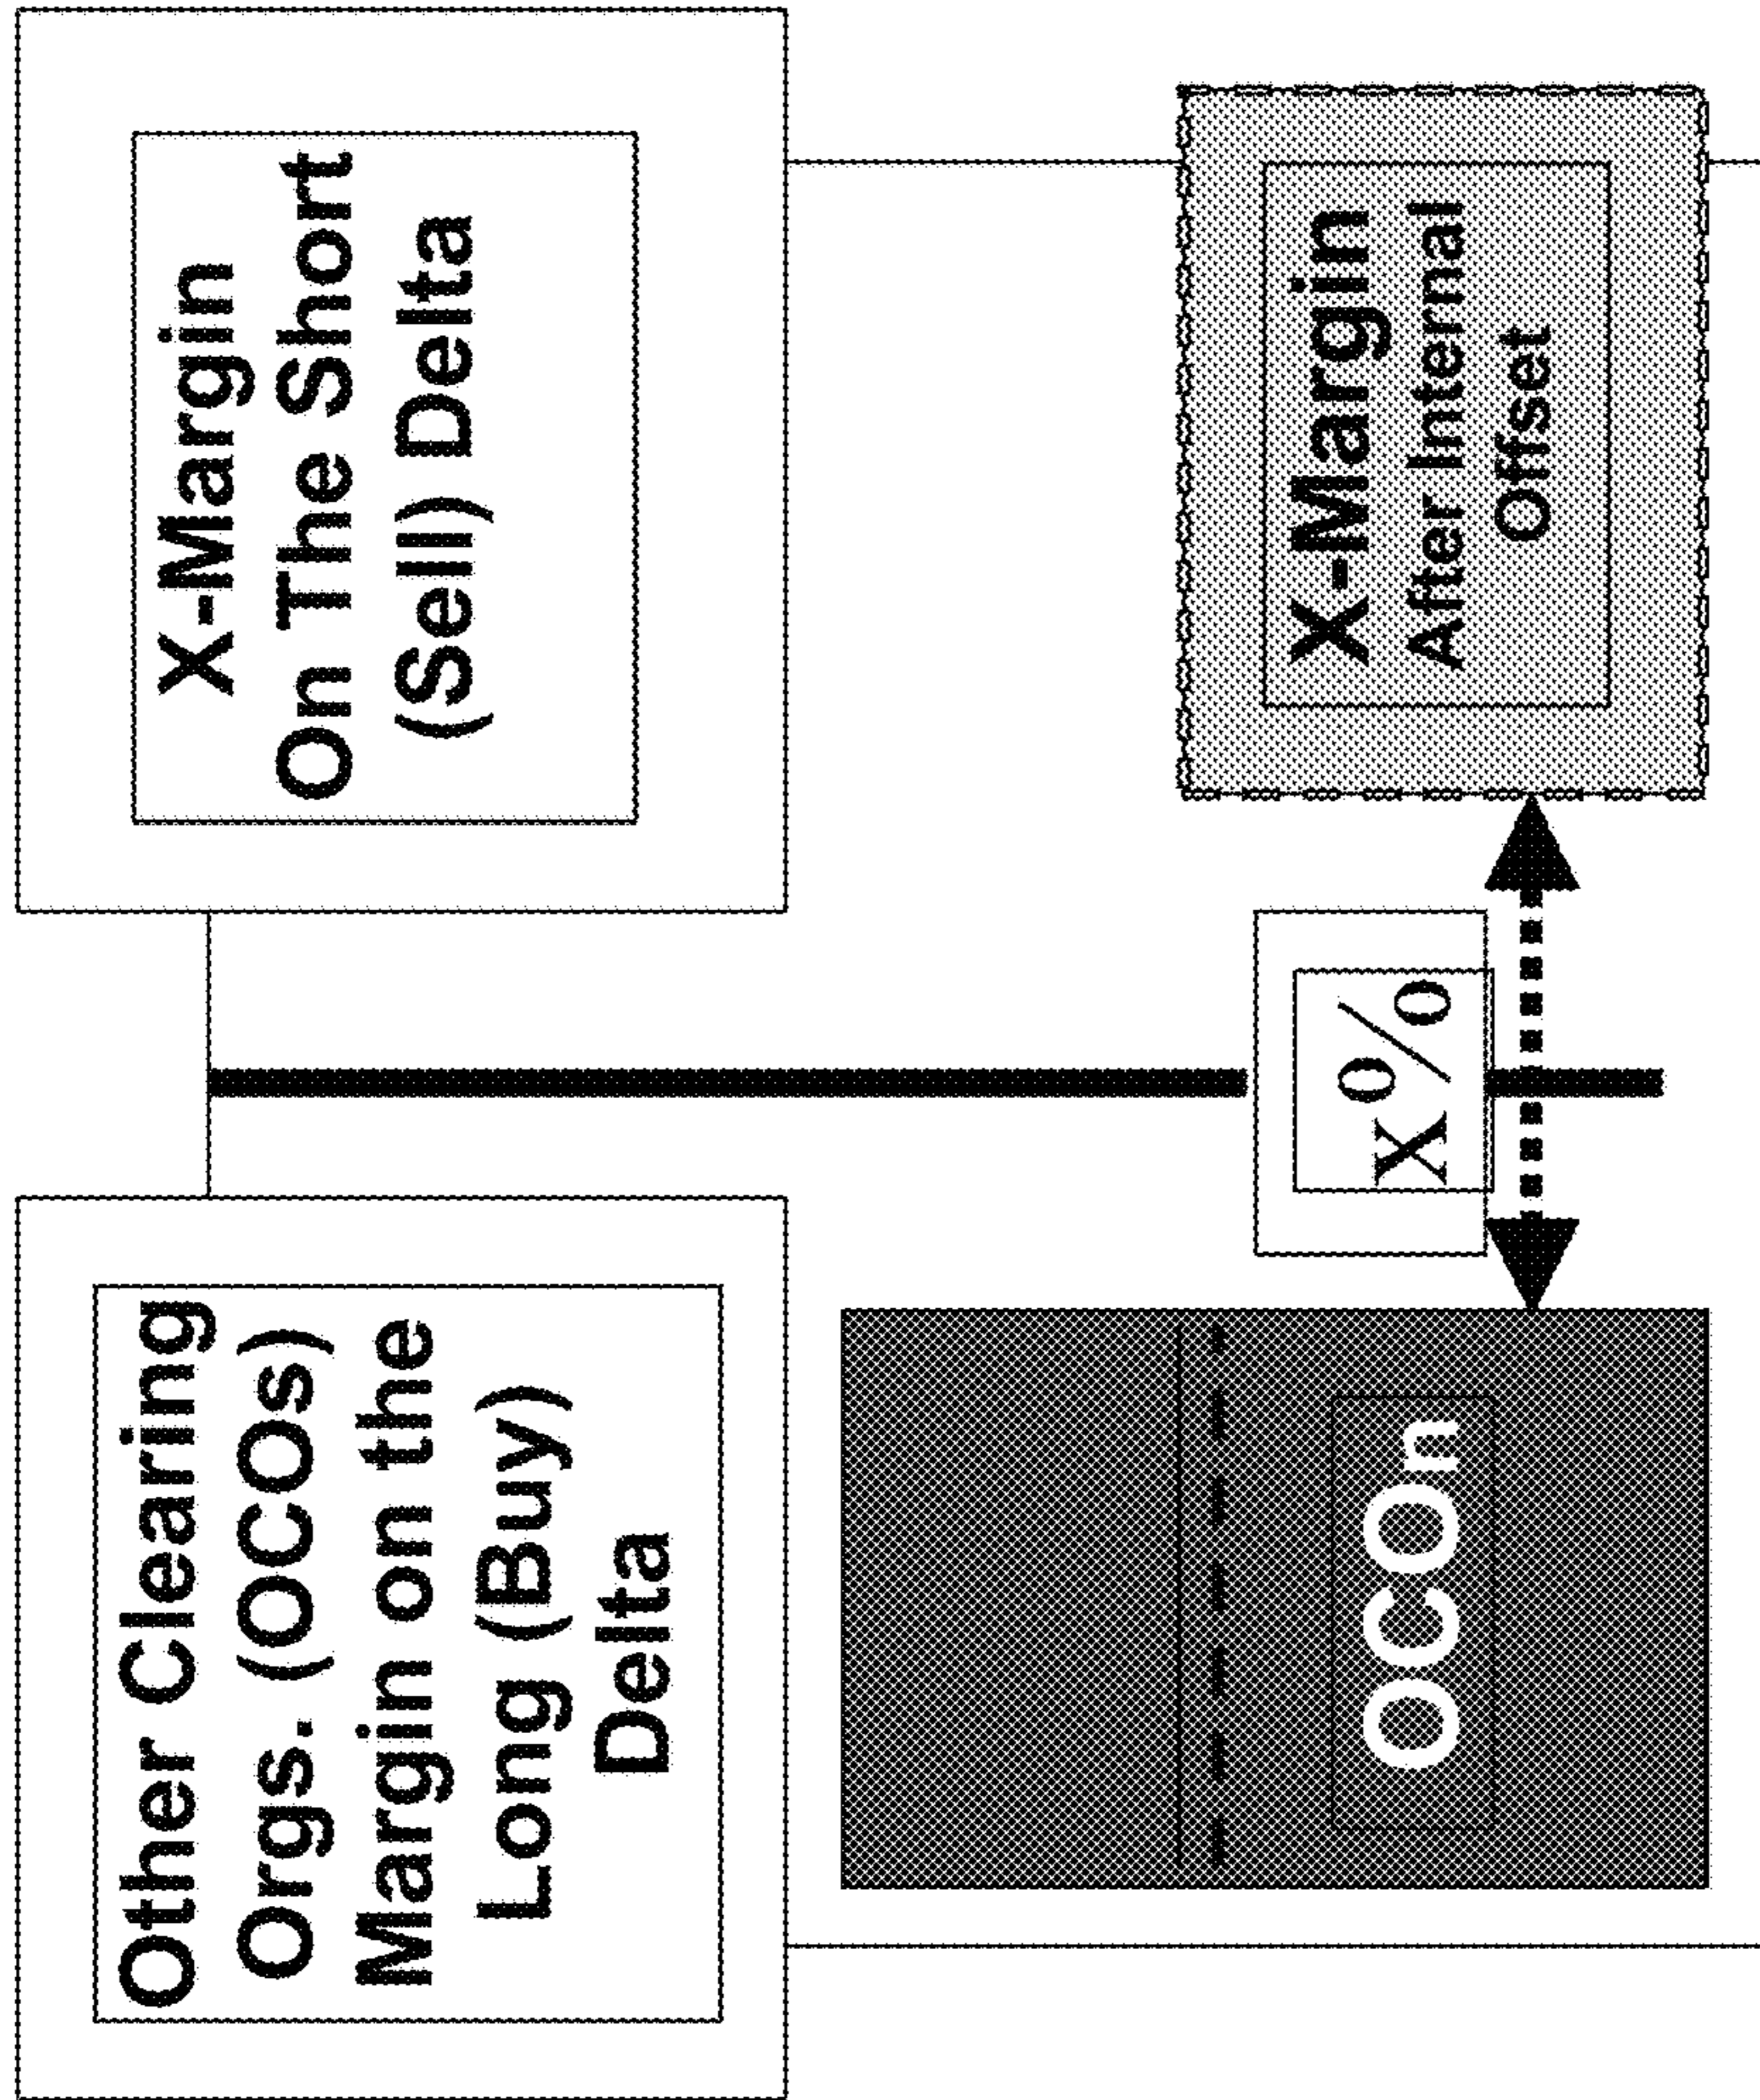 Other Clearing
Orgs. (OCOs)
Margin on the
Long (Buy)
Delta
X-Margin
On The Short
(Sell) Delta
OCOn
x%
X-Margin
After Internal
Offset